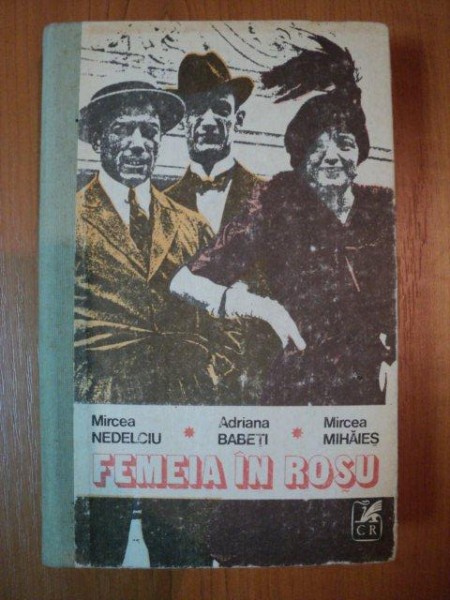 Mircea NEDELCIU * Adriana BABEȚI * Mircea MIHĂIEȘ
FEMEIA ÎN ROȘU
CR